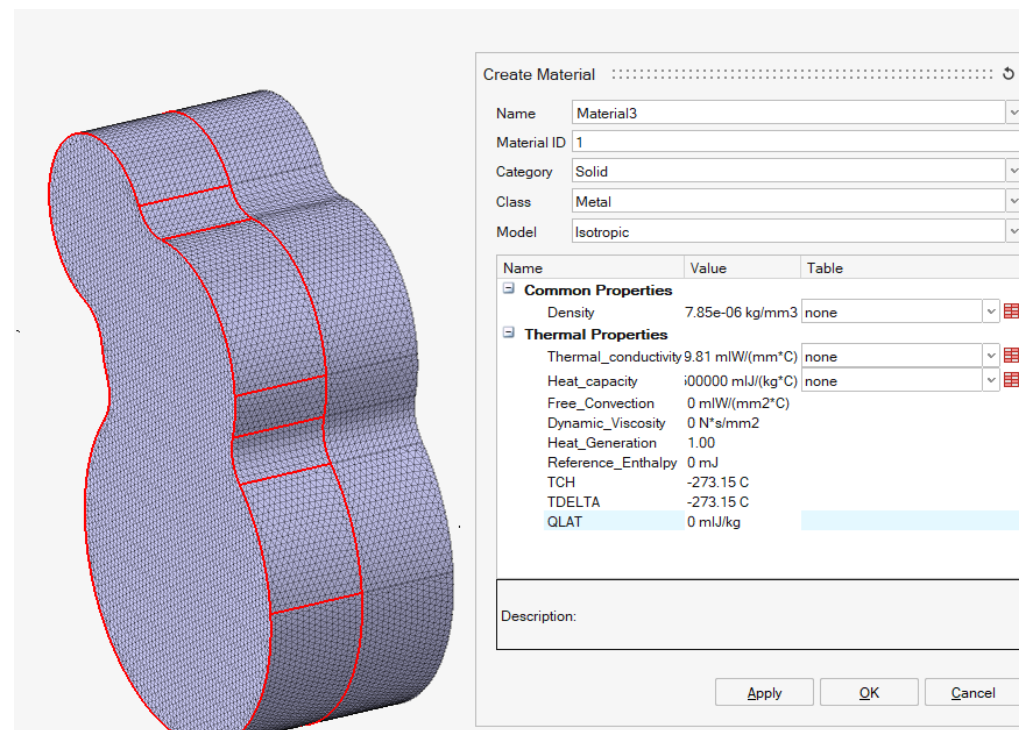 Create Material
Name Material3
Material ID 1
Category Solid
Class Metal
Model Isotropic
Name Value Table
Common Properties
Density 7.85e-06 kg/mm3 none
Thermal Properties
Thermal_conductivity 9.81 mlW/(mm*C) none
Heat_capacity 500000 mlJ/(kg*C) none
Free_Convection 0 mlW/(mm2*C)
Dynamic_Viscosity 0 N*s/mm2
Heat_Generation 1.00
Reference_Enthalpy 0 mJ
TCH -273.15 C
TDELTA -273.15 C
QLAT 0 mlJ/kg
Description:
Apply OK Cancel